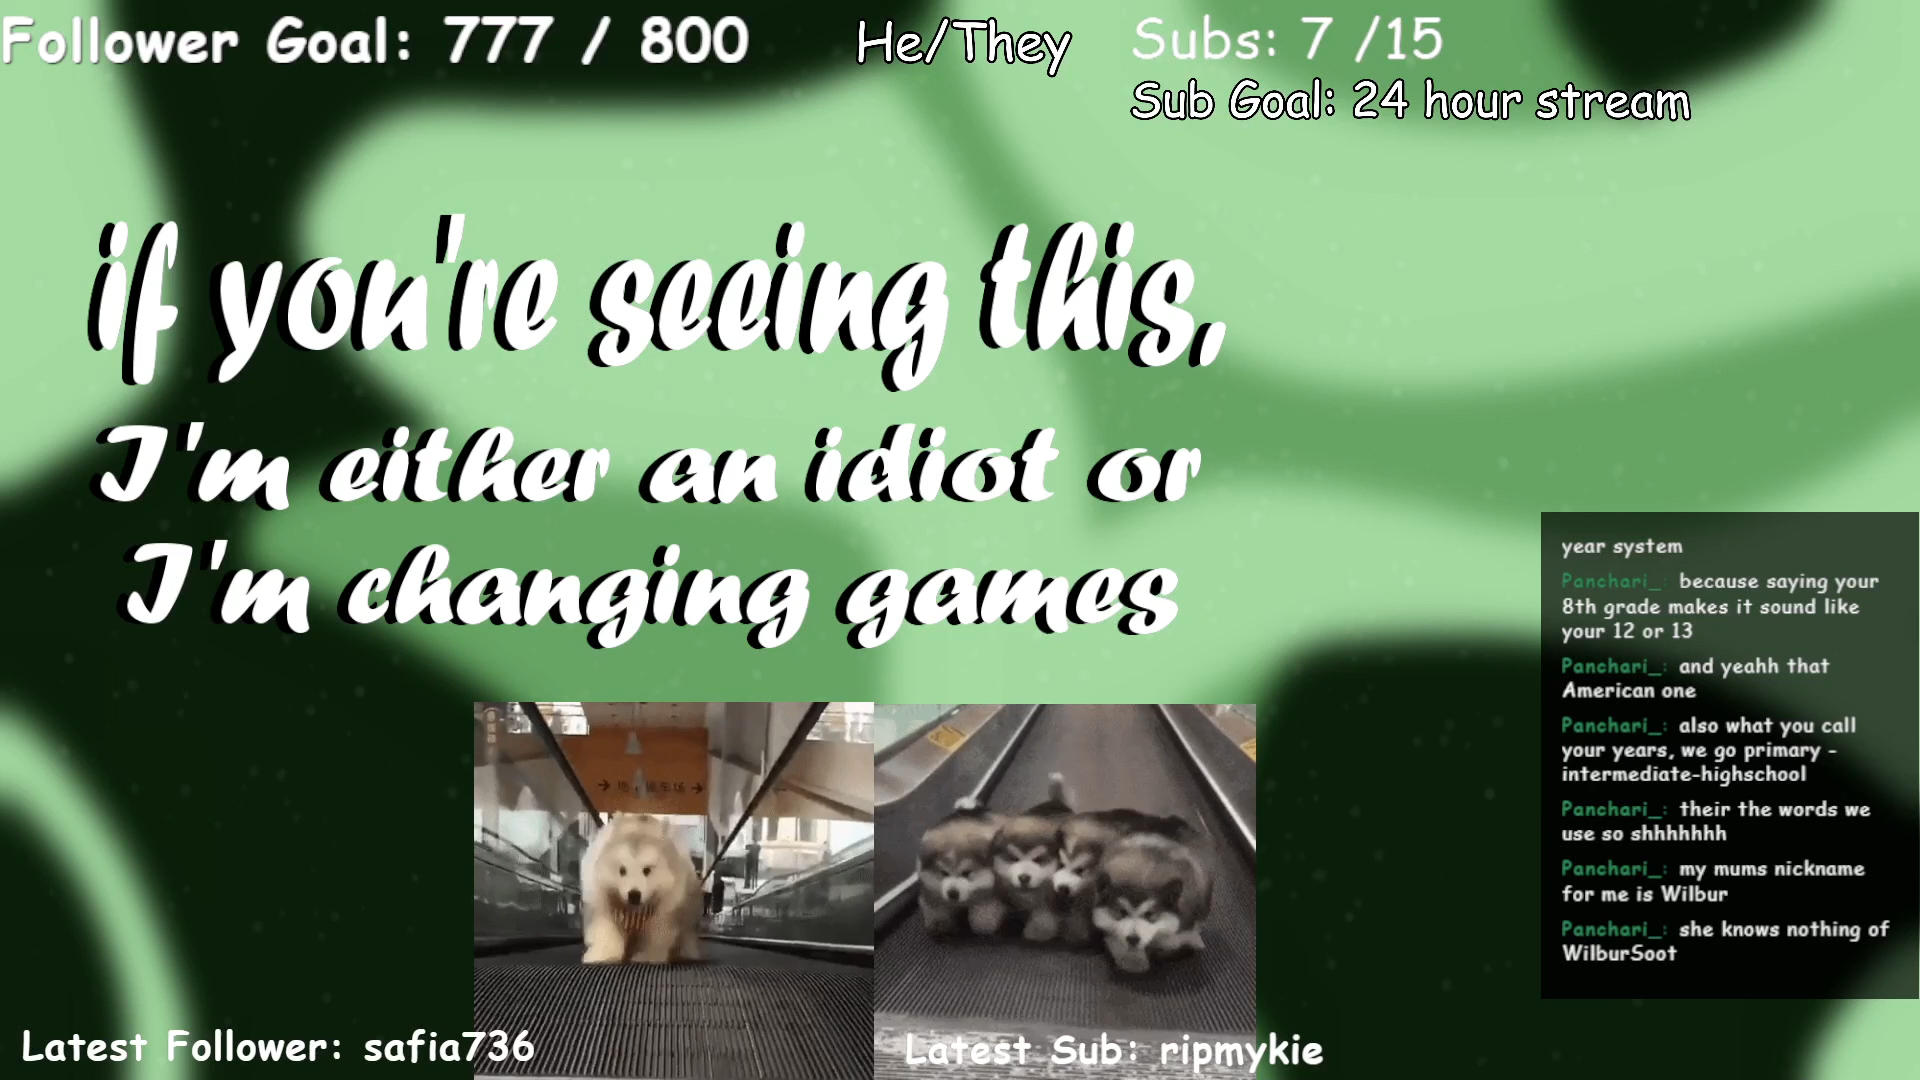 Follower Goal: 777 / 800
He/They
Subs: 7 /15
Sub Goal: 24 hour stream
if you're seeing this,
I'm either an idiot or
I'm changing games
year system
Panchari_: because saying your
8th grade makes it sound like
your 12 or 13
Panchari_: and yeahh that
American one
Panchari_: also what you call
your years, we go primary -
intermediate-highschool
Panchari_: their the words we
use so shhhhhhh
Panchari_: my mums nickname
for me is Wilbur
Panchari_: she knows nothing of
WilburSoot
Latest Follower: safia736
Latest Sub: ripmykie